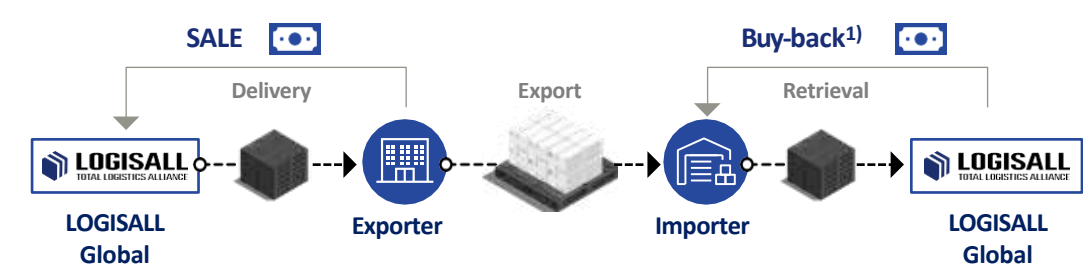 SALE
Buy-back1)
Delivery
Export
Retrieval
LOGISALL
TOTAL LOGISTICS ALLIANCE
LOGISALL
TOTAL LOGISTICS ALLIANCE
LOGISALL
Global
Exporter
Importer
LOGISALL
Global